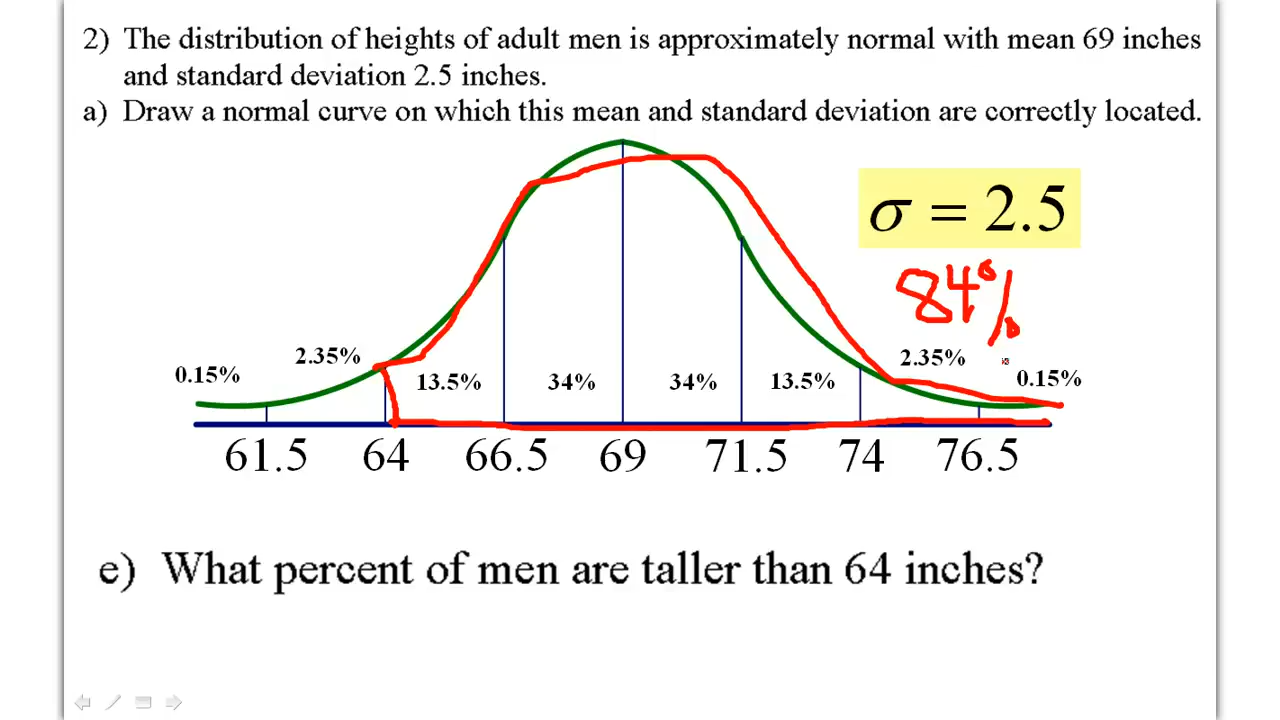 2) The distribution of heights of adult men is approximately normal with mean 69 inches
and standard deviation 2.5 inches.
a) Draw a normal curve on which this mean and standard deviation are correctly located.
σ = 2.5
84%
0.15% 2.35% 13.5% 34% 34% 13.5% 2.35% 0.15%
61.5 64 66.5 69 71.5 74 76.5
e) What percent of men are taller than 64 inches?